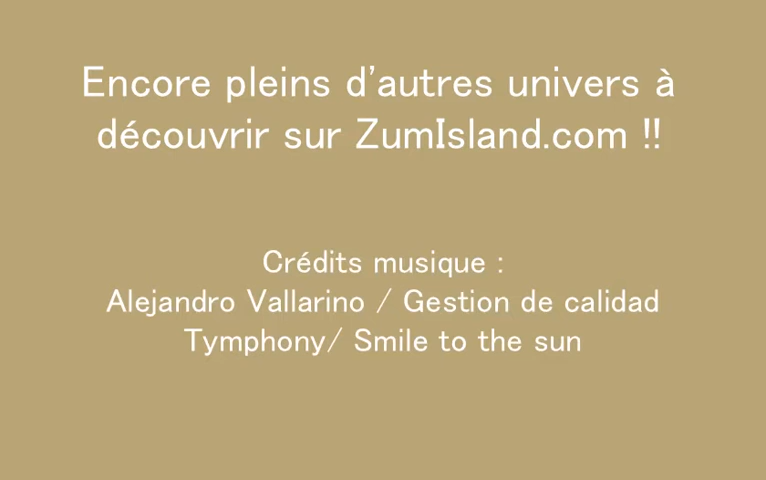 Encore pleins d'autres univers à
découvrir sur ZumIsland.com !!
Crédits musique :
Alejandro Vallarino / Gestion de calidad
Tymphony/ Smile to the sun